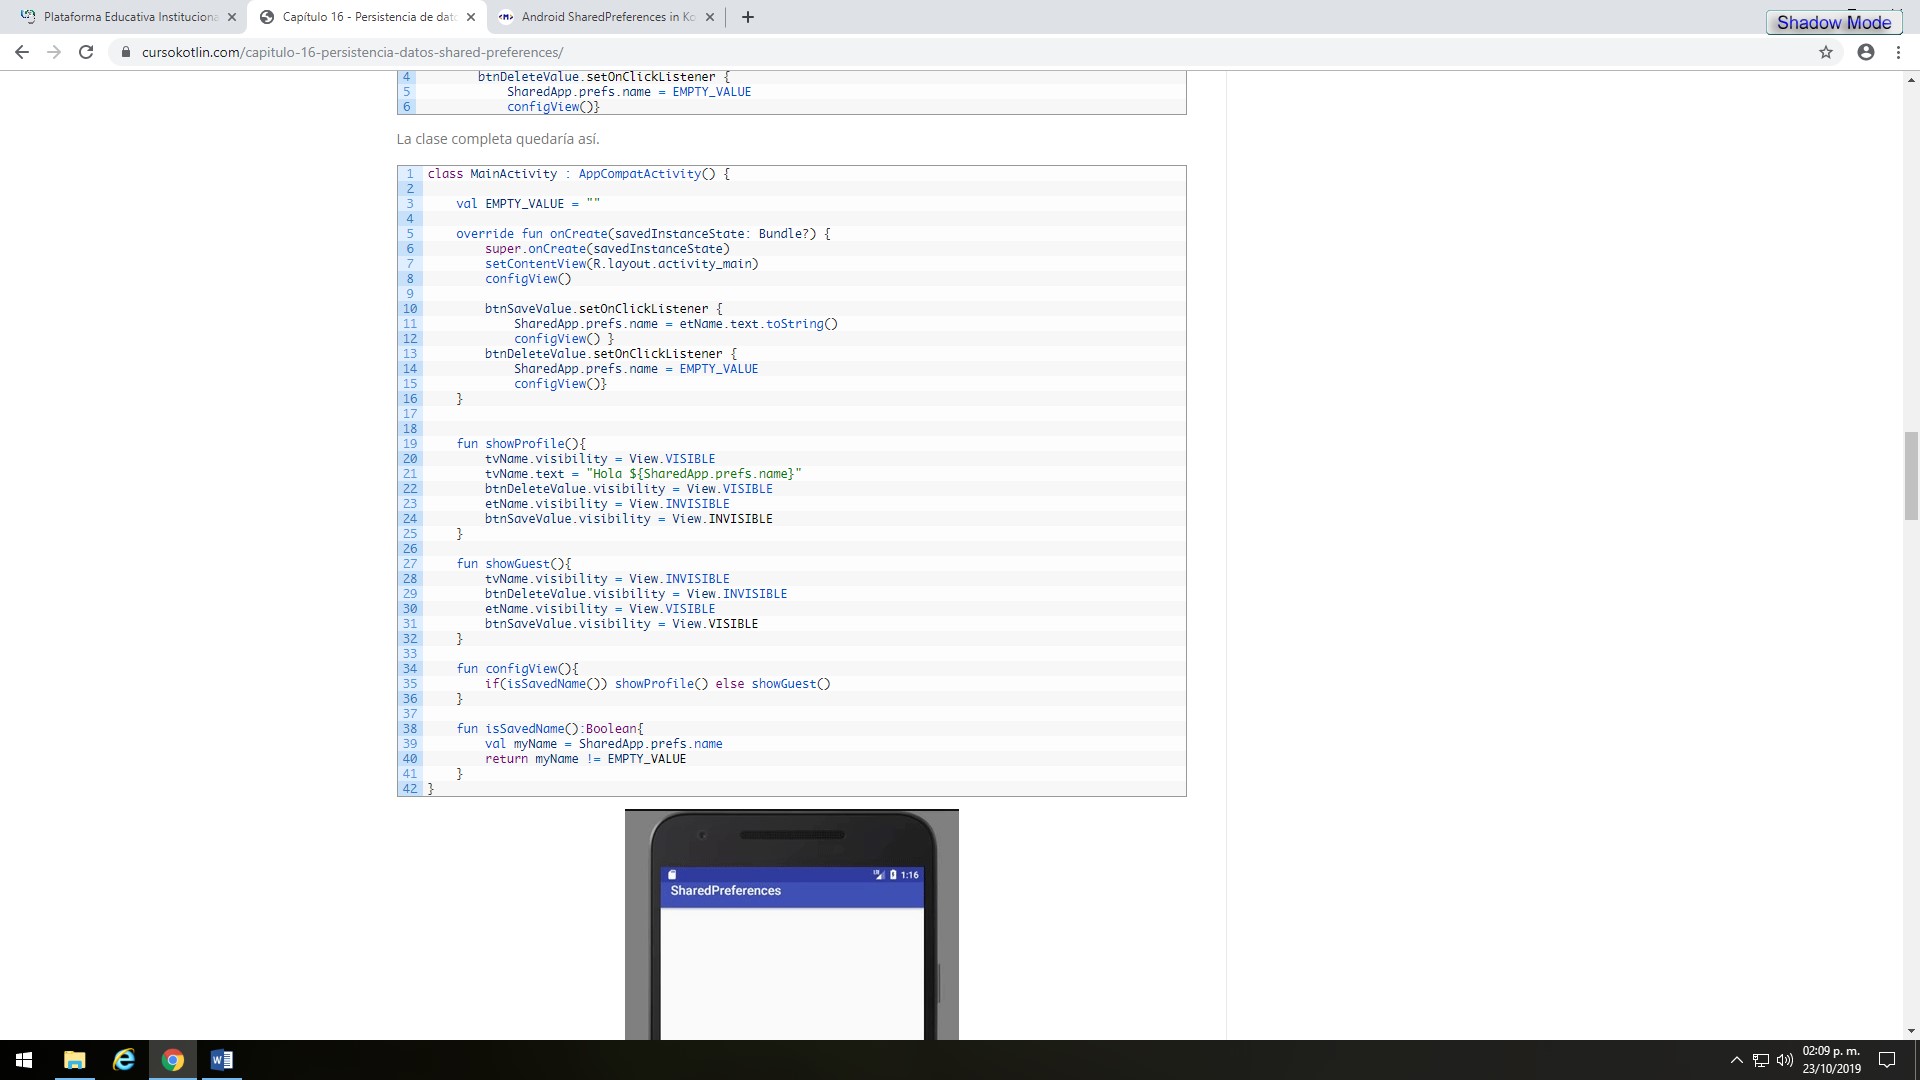 Plataforma Educativa Instituciona
Capítulo 16 - Persistencia de dato
Android SharedPreferences in Ko
Shadow Mode
cursokotlin.com/capitulo-16-persistencia-datos-shared-preferences/
4 btnDeleteValue.setOnClickListener {
5 SharedApp.prefs.name = EMPTY_VALUE
6 configView()}
La clase completa quedaría así.
1 class MainActivity : AppCompatActivity() {
2
3 val EMPTY_VALUE = ""
4
5 override fun onCreate(savedInstanceState: Bundle?) {
6 super.onCreate(savedInstanceState)
7 setContentView(R.layout.activity_main)
8 configView()
9
10 btnSaveValue.setOnClickListener {
11 SharedApp.prefs.name = etName.text.toString()
12 configView() }
13 btnDeleteValue.setOnClickListener {
14 SharedApp.prefs.name = EMPTY_VALUE
15 configView()}
16 }
17
18
19 fun showProfile(){
20 tvName.visibility = View.VISIBLE
21 tvName.text = "Hola ${SharedApp.prefs.name}"
22 btnDeleteValue.visibility = View.VISIBLE
23 etName.visibility = View.INVISIBLE
24 btnSaveValue.visibility = View.INVISIBLE
25 }
26
27 fun showGuest(){
28 tvName.visibility = View.INVISIBLE
29 btnDeleteValue.visibility = View.INVISIBLE
30 etName.visibility = View.VISIBLE
31 btnSaveValue.visibility = View.VISIBLE
32 }
33
34 fun configView(){
35 if(isSavedName()) showProfile() else showGuest()
36 }
37
38 fun isSavedName():Boolean{
39 val myName = SharedApp.prefs.name
40 return myName != EMPTY_VALUE
41 }
42 }
1:16
SharedPreferences
02:09 p. m.
23/10/2019